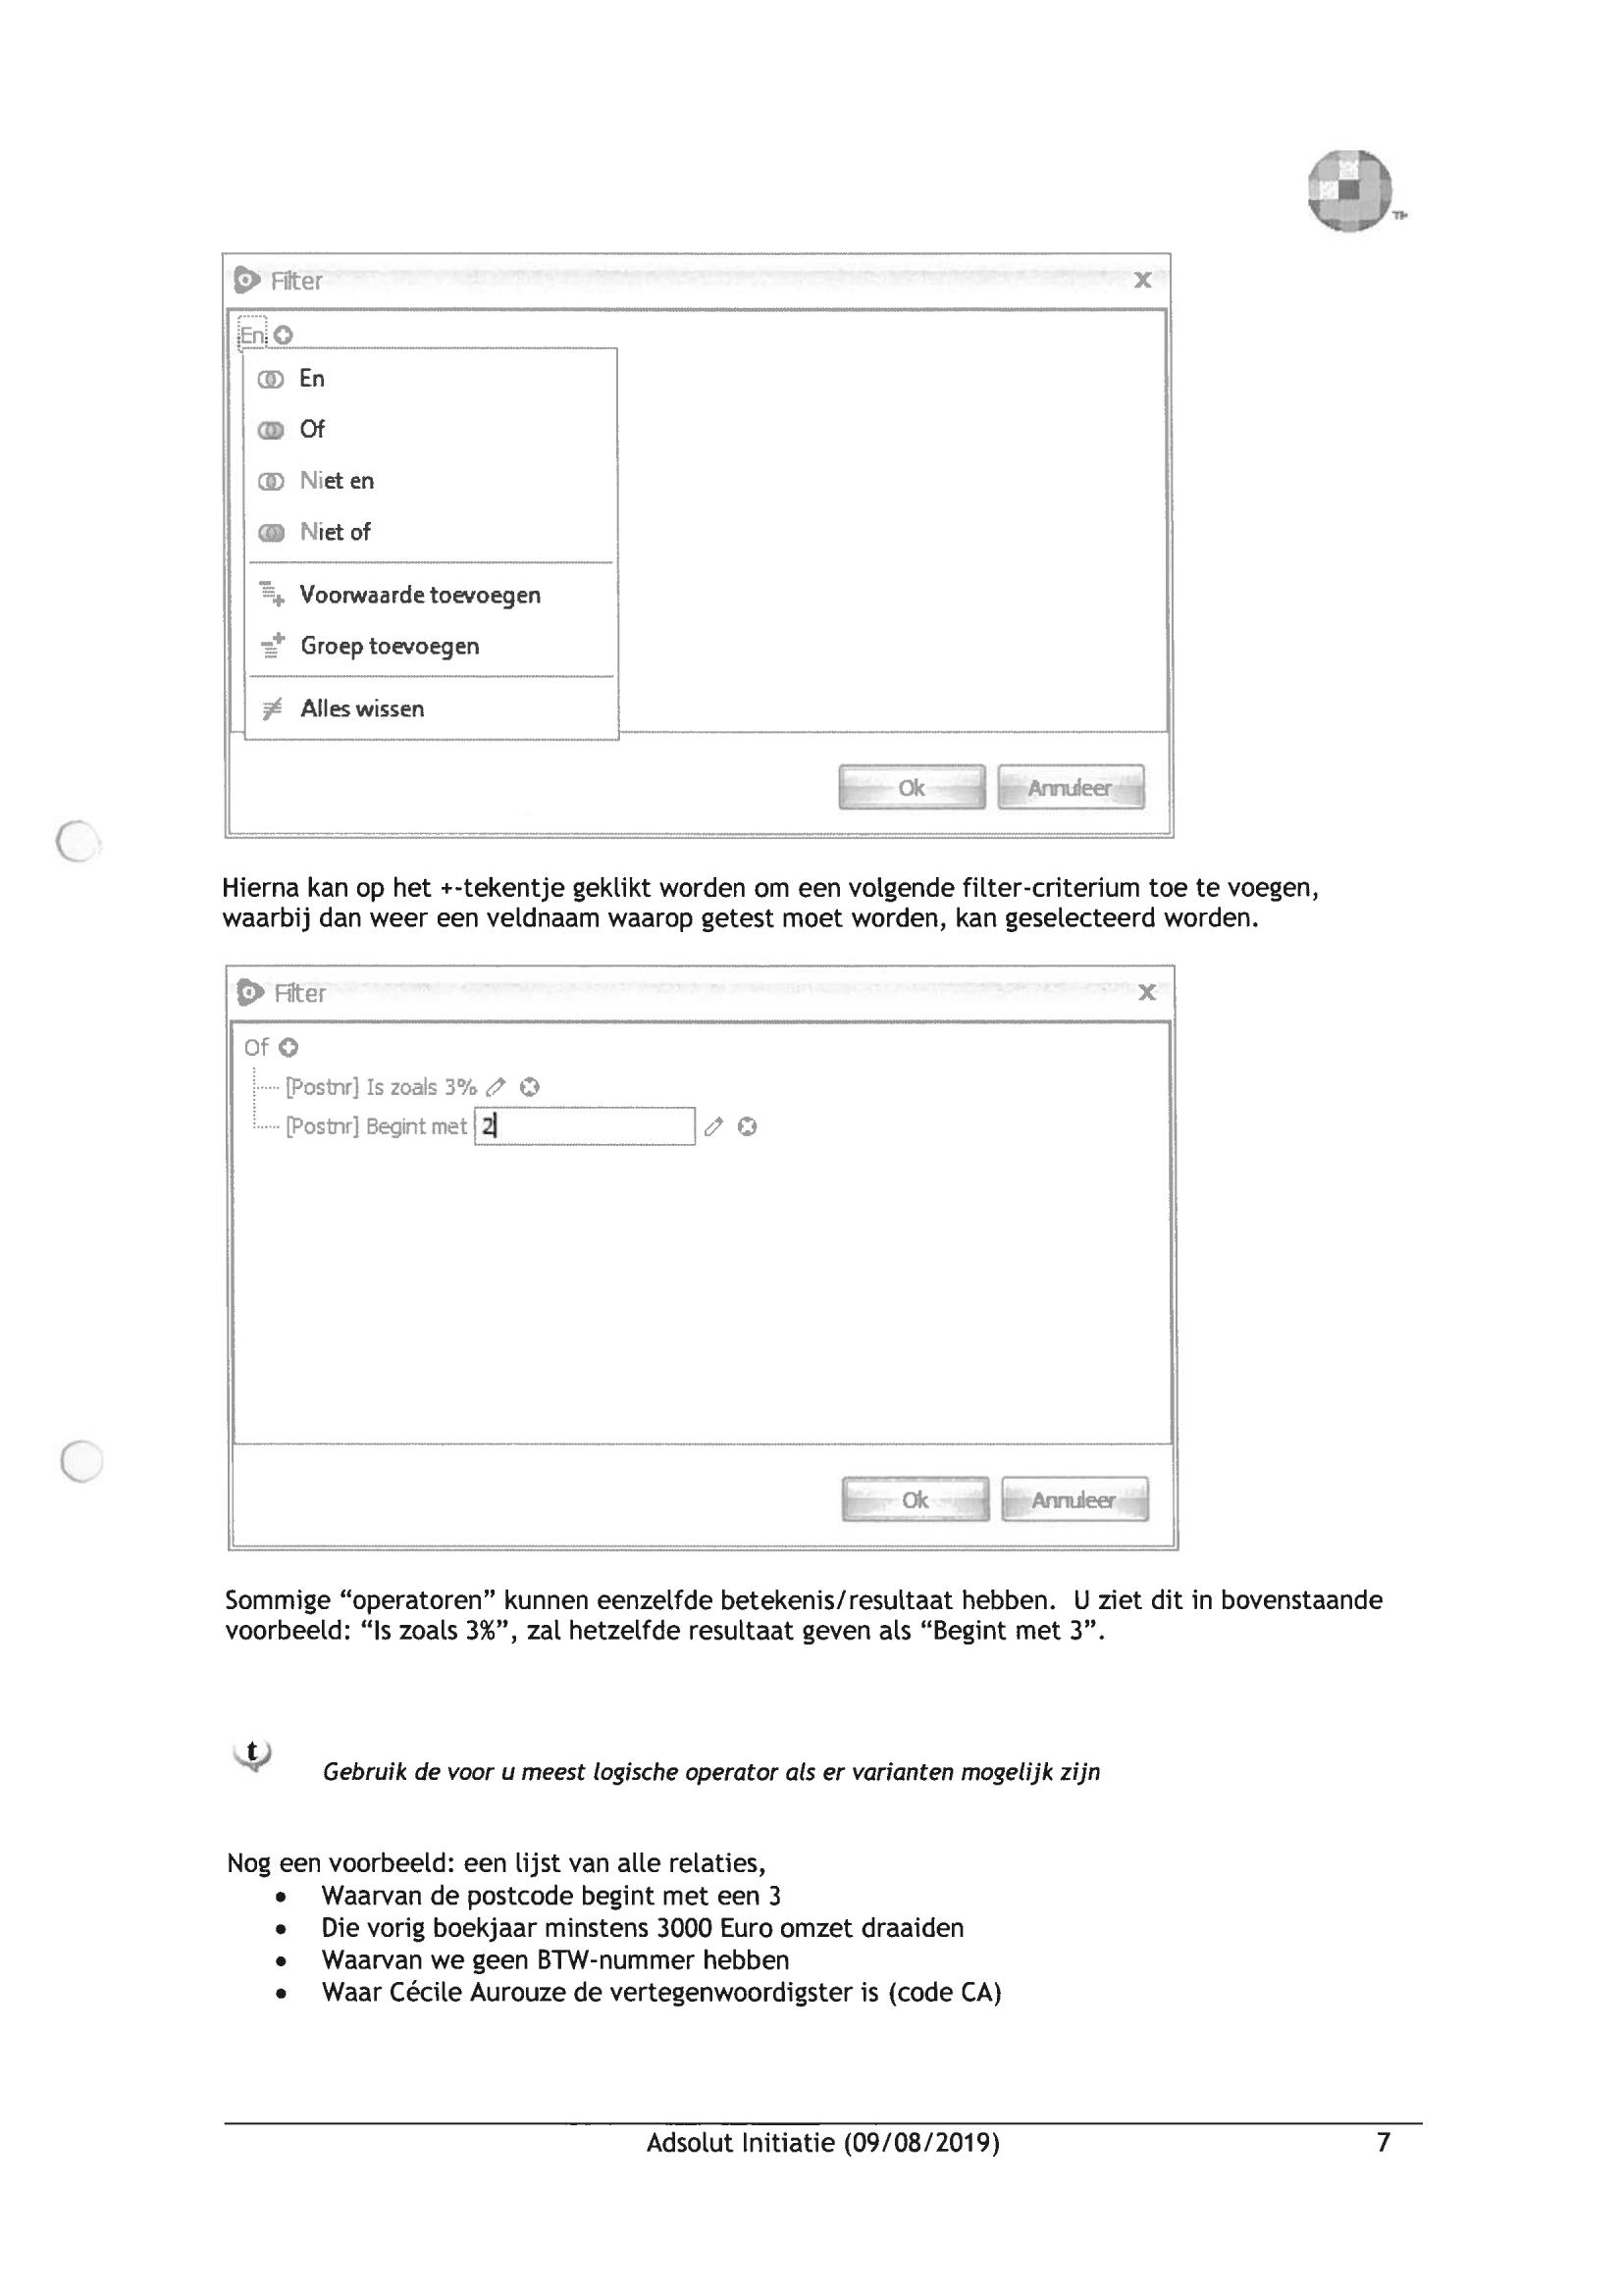 TM
Filter X
En
En
Of
Niet en
Niet of
Voorwaarde toevoegen
Groep toevoegen
Alles wissen
Ok Annuleer
Hierna kan op het +-tekentje geklikt worden om een volgende filter-criterium toe te voegen,
waarbij dan weer een veldnaam waarop getest moet worden, kan geselecteerd worden.
Filter X
Of
[Postnr] Is zoals 3%
[Postnr] Begint met 2
Ok Annuleer
Sommige “operatoren” kunnen eenzelfde betekenis/resultaat hebben. U ziet dit in bovenstaande
voorbeeld: “Is zoals 3%”, zal hetzelfde resultaat geven als “Begint met 3”.
t
Gebruik de voor u meest logische operator als er varianten mogelijk zijn
Nog een voorbeeld: een lijst van alle relaties,
• Waarvan de postcode begint met een 3
• Die vorig boekjaar minstens 3000 Euro omzet draaiden
• Waarvan we geen BTW-nummer hebben
• Waar Cécile Aurouze de vertegenwoordigster is (code CA)
Adsolut Initiatie (09/08/2019) 7